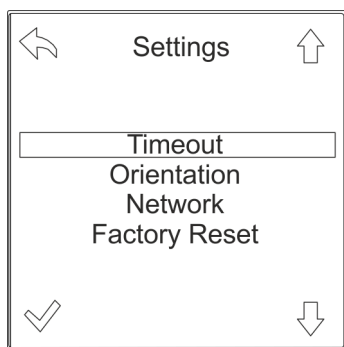 Settings
Timeout
Orientation
Network
Factory Reset